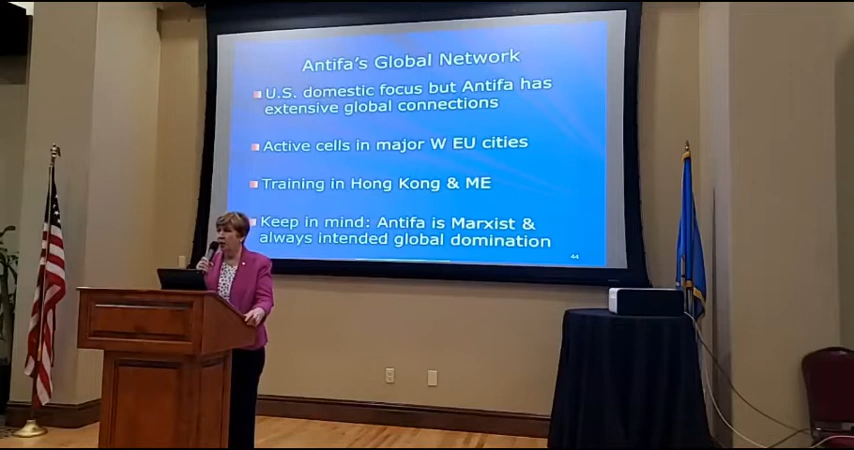 Antifa's Global Network
U.S. domestic focus but Antifa has
extensive global connections
Active cells in major W EU cities
Training in Hong Kong & ME
Keep in mind: Antifa is Marxist &
always intended global domination
44